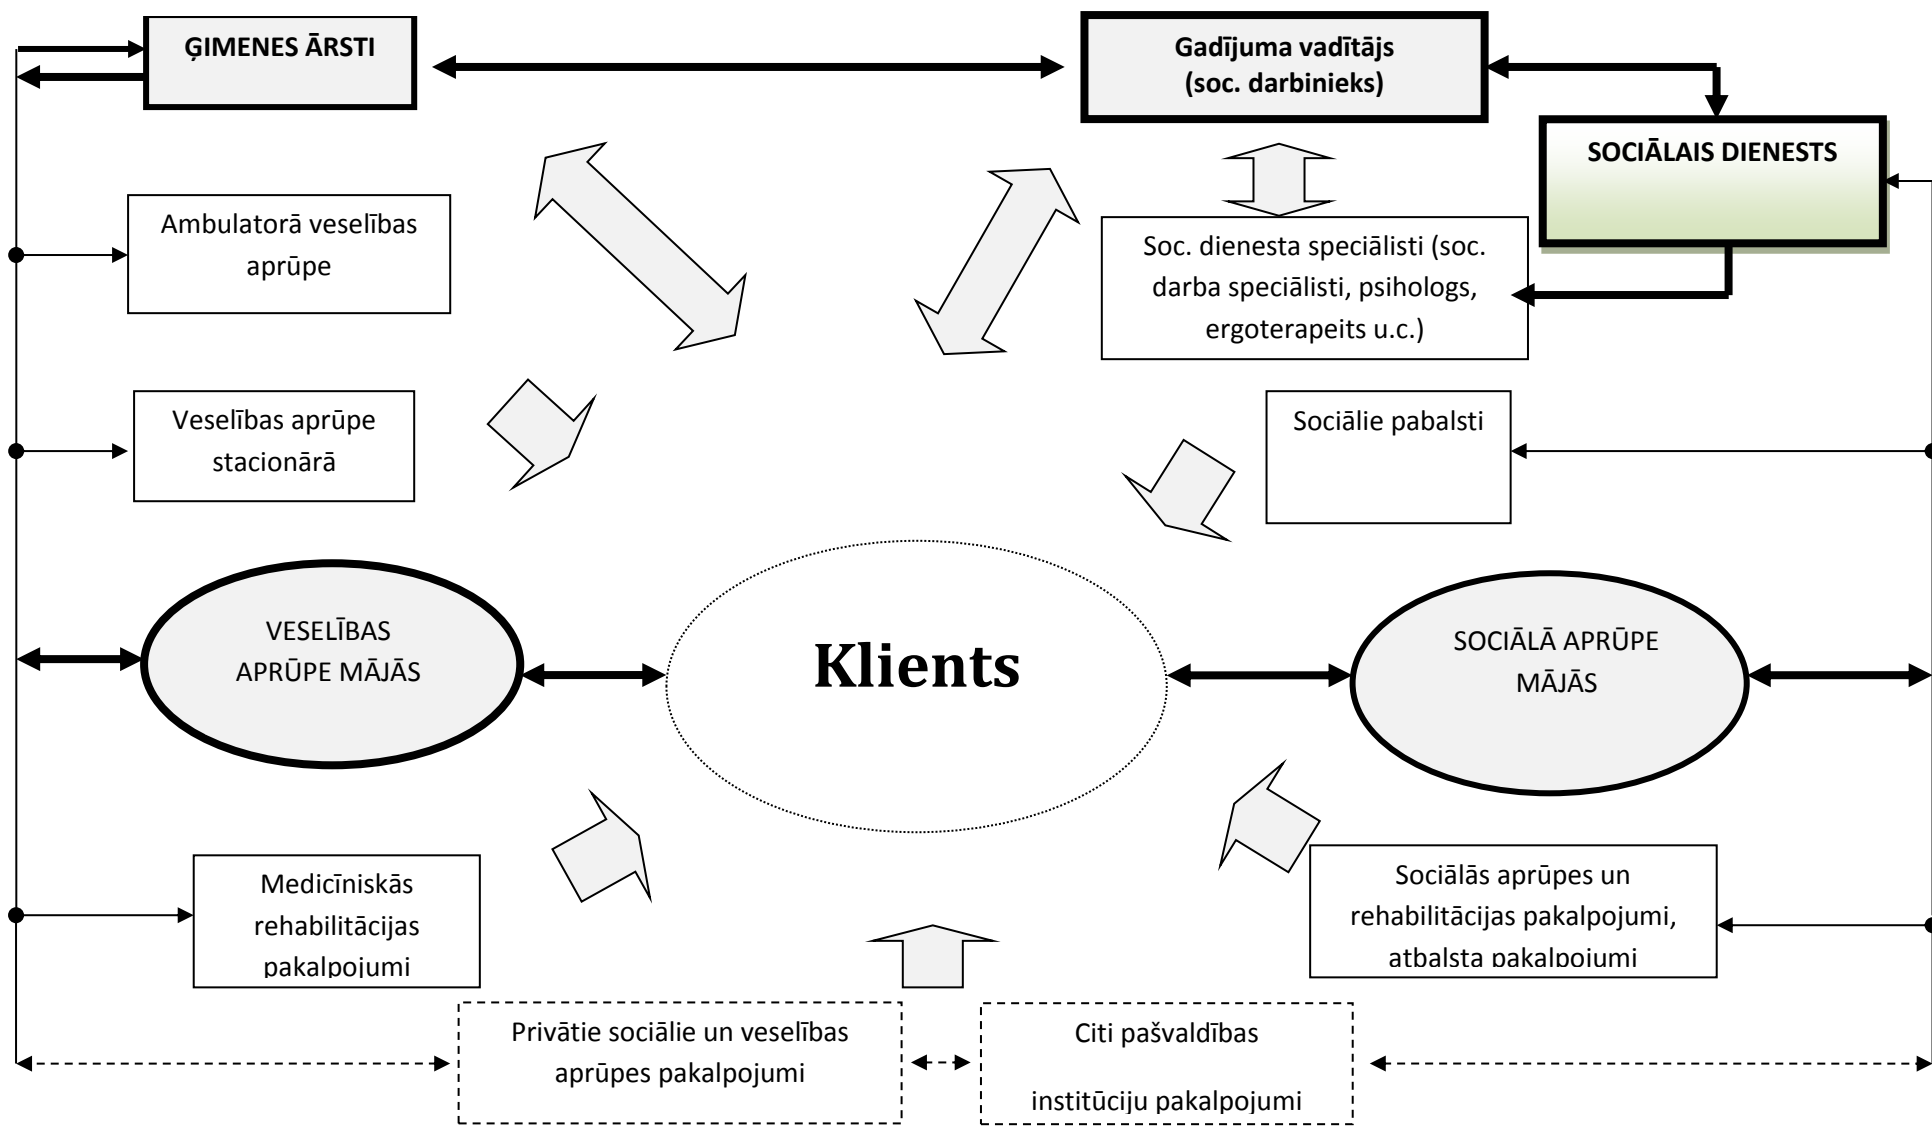 ĢIMENES ĀRSTI
Gadījuma vadītājs
(soc. darbinieks)
SOCIĀLAIS DIENESTS
Ambulatorā veselības
aprūpe
Soc. dienesta speciālisti (soc.
darba speciālisti, psihologs,
ergoterapeits u.c.)
Veselības aprūpe
stacionārā
Sociālie pabalsti
VESELĪBAS
APRŪPE MĀJĀS
Klients
SOCIĀLĀ APRŪPE
MĀJĀS
Medicīniskās
rehabilitācijas
pakalpojumi
Sociālās aprūpes un
rehabilitācijas pakalpojumi,
atbalsta pakalpojumi
Privātie sociālie un veselības
aprūpes pakalpojumi
Citi pašvaldības
institūciju pakalpojumi